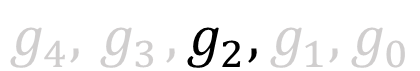 g₄, g₃, g₂, g₁, g₀